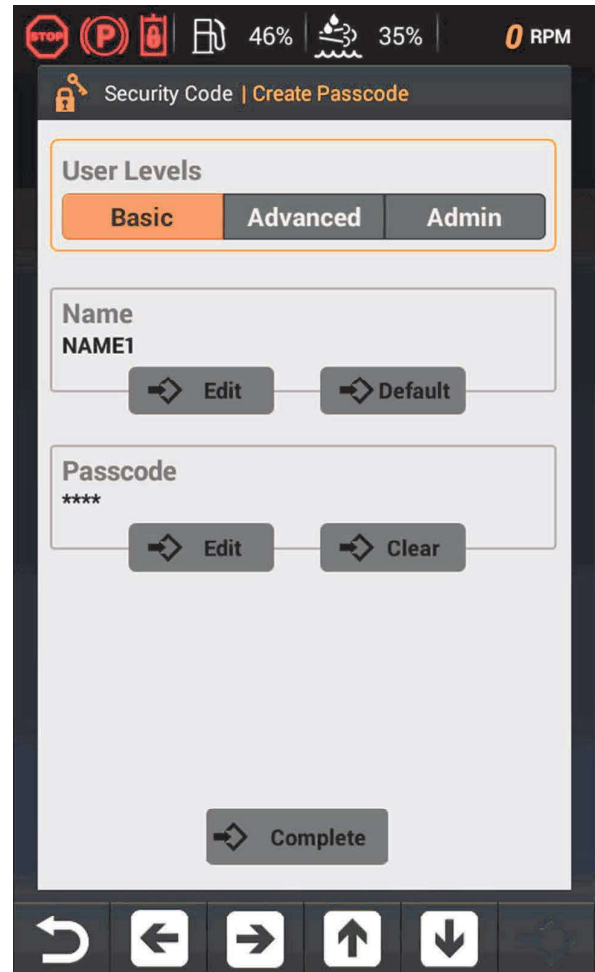 STOP P 46% 35% 0 RPM
Security Code | Create Passcode
User Levels
Basic Advanced Admin
Name
NAME1
Edit Default
Passcode
****
Edit Clear
Complete